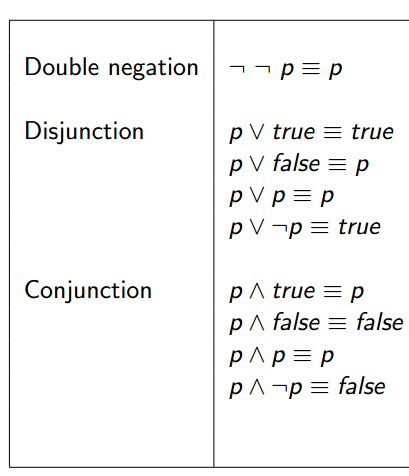 Double negation ¬ ¬ p ≡ p
Disjunction p ∨ true ≡ true
p ∨ false ≡ p
p ∨ p ≡ p
p ∨ ¬p ≡ true
Conjunction p ∧ true ≡ p
p ∧ false ≡ false
p ∧ p ≡ p
p ∧ ¬p ≡ false